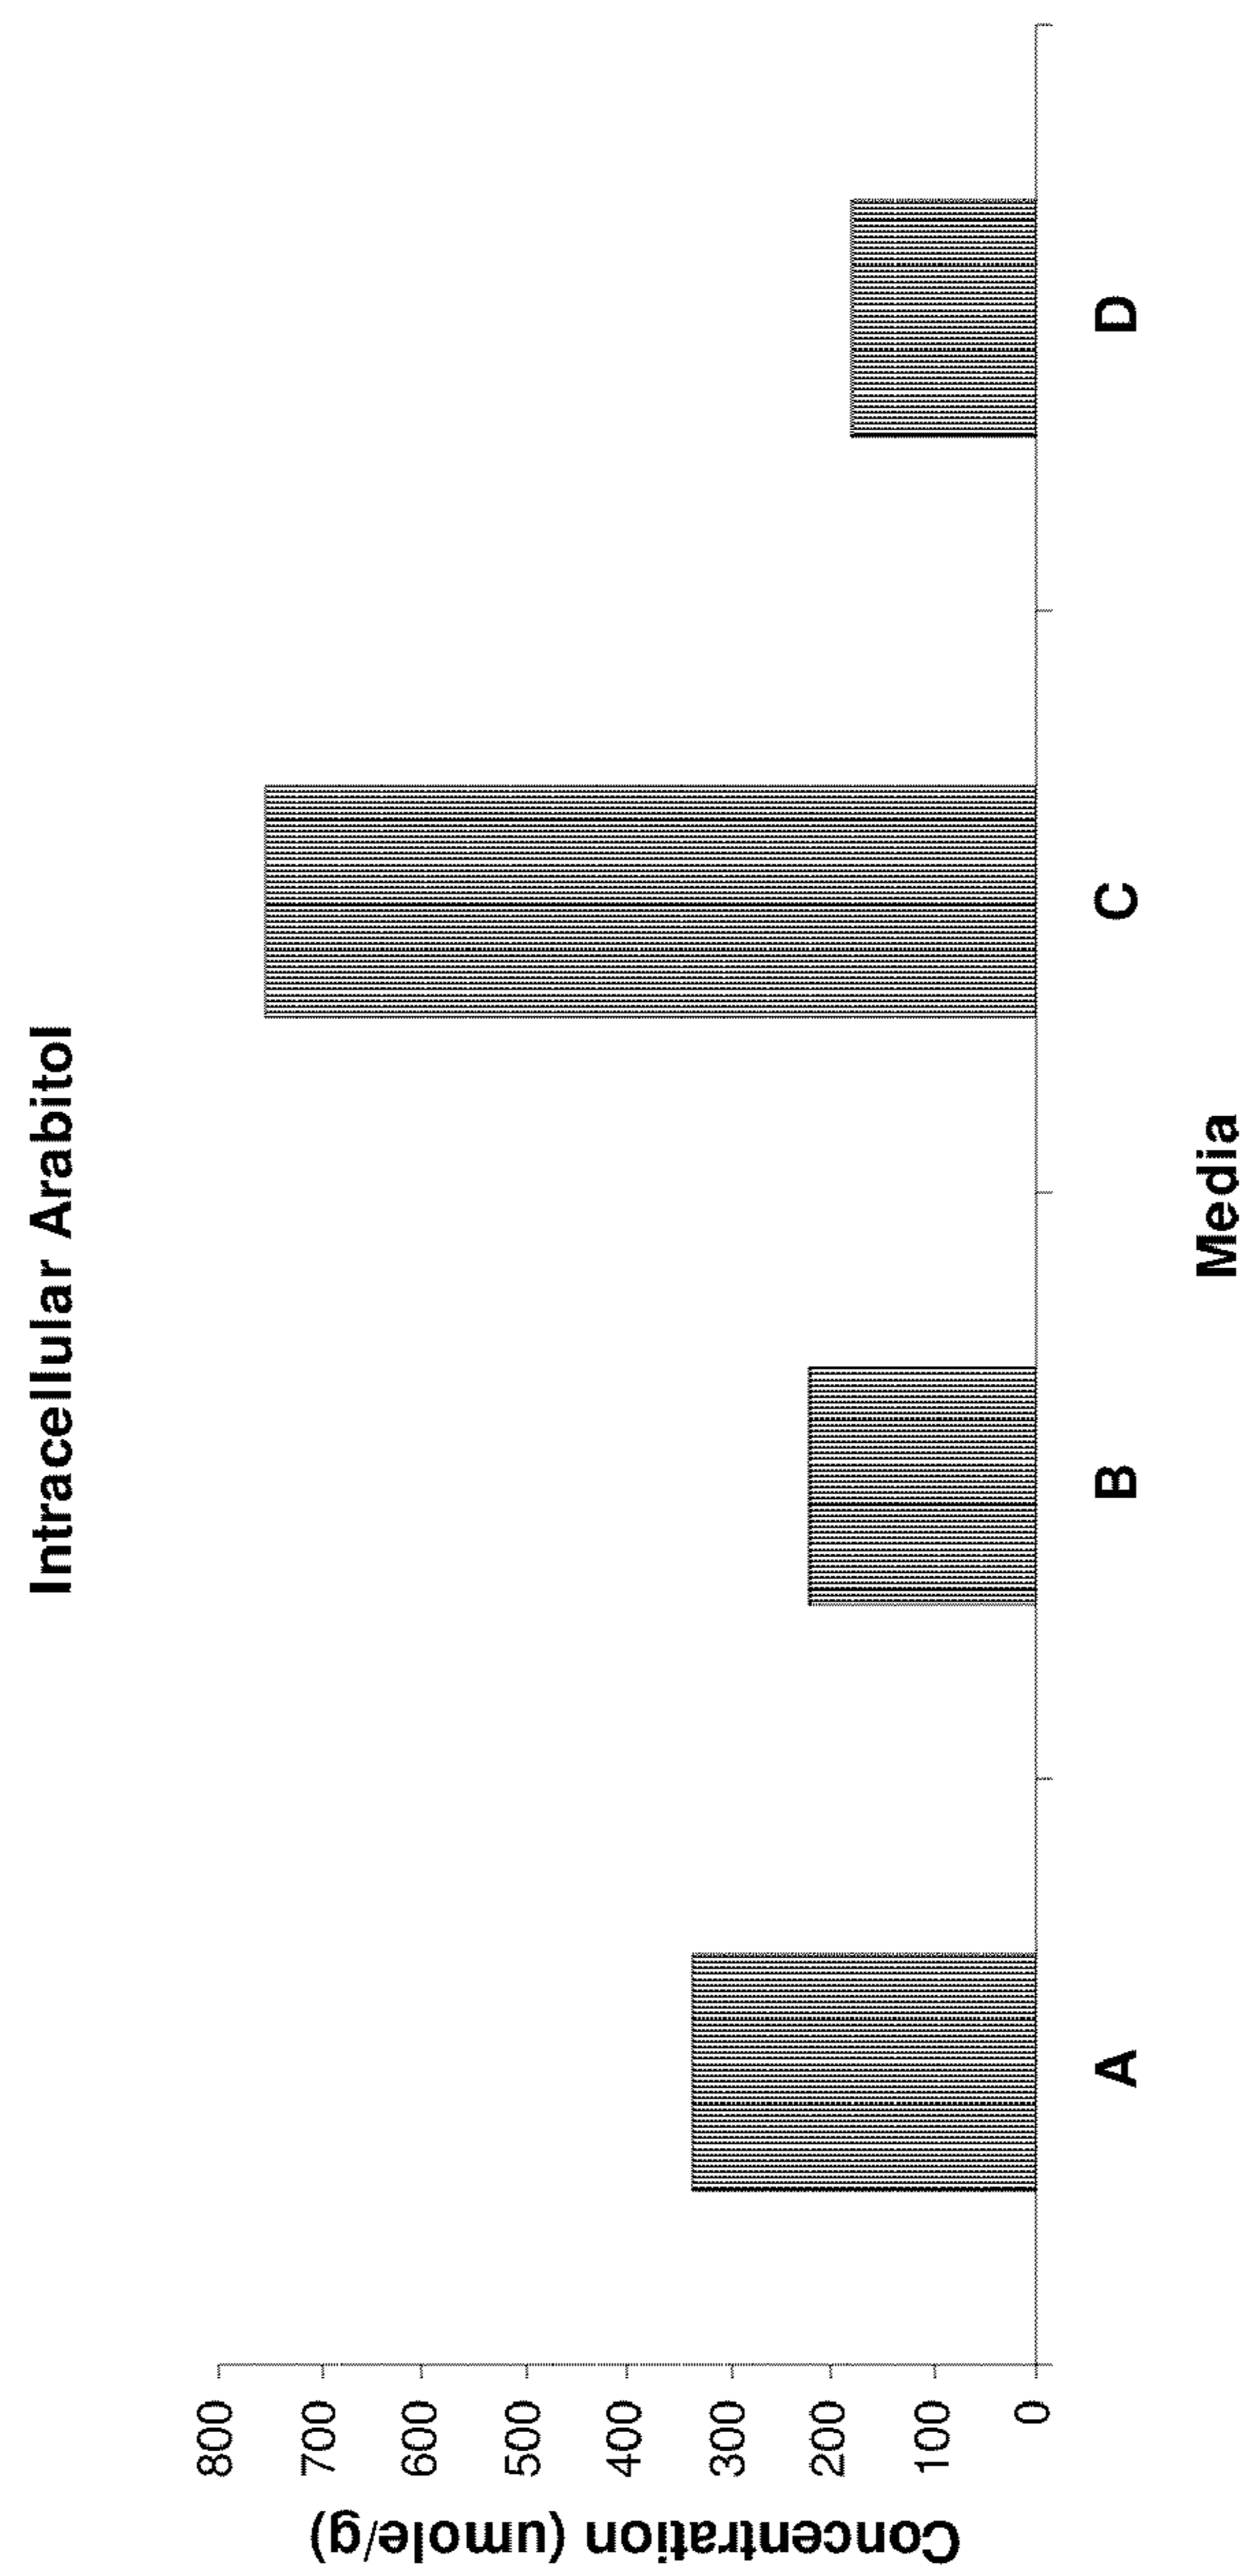 Intracellular Arabitol
Concentration (umole/g)
800
700
600
500
400
300
200
100
0
A
B
C
D
Media